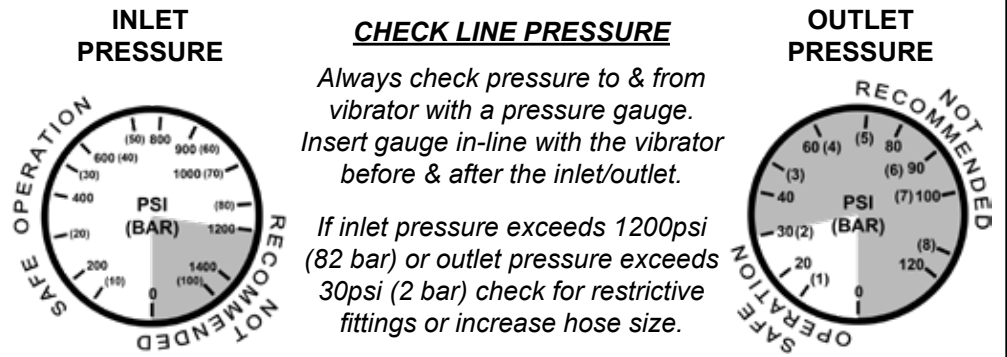 INLET
PRESSURE
SAFE OPERATION
NOT
RECOMMENDED
0
(10)
200
(20)
400
(30)
600 (40)
(50) 800
900 (60)
1000 (70)
(80)
1200
1400
(100)
PSI
(BAR)
CHECK LINE PRESSURE
Always check pressure to & from
vibrator with a pressure gauge.
Insert gauge in-line with the vibrator
before & after the inlet/outlet.
If inlet pressure exceeds 1200psi
(82 bar) or outlet pressure exceeds
30psi (2 bar) check for restrictive
fittings or increase hose size.
OUTLET
PRESSURE
NOT
RECOMMENDED
SAFE
OPERATION
0
(1)
20
30 (2)
40
(3)
60 (4)
(5)
80
(6) 90
(7) 100
(8)
120
PSI
(BAR)